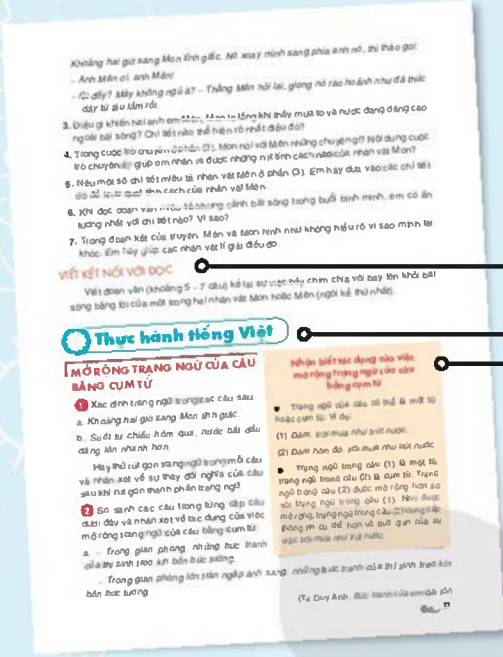 Khoảng hai giờ sáng Mon tỉnh giấc. Nó xoay mình sang phía anh nó, thì thào gọi:
- Anh Mên ơi, anh Mên!
- Gì đấy? Mày không ngủ à? - Thằng Mên hỏi lại, giọng nó ráo hoảnh như đã thức
dậy từ lâu lắm rồi.
3. Điều gì khiến hai anh em Mên, Mon lo lắng khi thấy mưa to và nước đang dâng cao
ngoài bãi sông? Chi tiết nào thể hiện rõ nhất điều đó?
4. Trong cuộc trò chuyện ở phần (2), Mon nói với Mên những chuyện gì? Nội dung cuộc
trò chuyện ấy giúp em nhận ra được những nét tính cách nào của nhân vật Mon?
5. Nêu một số chi tiết miêu tả nhân vật Mên ở phần (3). Em hãy dựa vào các chi tiết
đó để khái quát tính cách của nhân vật Mên.
6. Khi đọc đoạn văn miêu tả khung cảnh bãi sông trong buổi bình minh, em có ấn
tượng nhất với chi tiết nào? Vì sao?
7. Trong đoạn kết của truyện, Mên và Mon hình như không hiểu rõ vì sao mình lại
khóc. Em hãy giúp các nhân vật lí giải điều đó.
VIẾT KẾT NỐI VỚI ĐỌC
Viết đoạn văn (khoảng 5 - 7 câu) kể lại sự việc bầy chim chìa vôi bay lên khỏi bãi
sông bằng lời của một trong hai nhân vật Mon hoặc Mên (ngôi kể thứ nhất).
Thực hành tiếng Việt
MỞ RỘNG TRẠNG NGỮ CỦA CÂU
BẰNG CỤM TỪ
1 Xác định trạng ngữ trong các câu sau:
a. Khoảng hai giờ sáng Mon tỉnh giấc.
b. Suốt từ chiều hôm qua, nước bắt đầu
dâng lên nhanh hơn.
Hãy thử rút gọn trạng ngữ trong mỗi câu
và nhận xét về sự thay đổi nghĩa của câu
sau khi rút gọn thành phần trạng ngữ.
2 So sánh các câu trong từng cặp câu
dưới đây và nhận xét về tác dụng của việc
mở rộng trạng ngữ của câu bằng cụm từ:
a. - Trong gian phòng, những bức tranh
của thí sinh treo kín bốn bức tường.
- Trong gian phòng lớn tràn ngập ánh sáng, những bức tranh của thí sinh treo kín
bốn bức tường.
(Tạ Duy Anh, Bức tranh của em gái tôi)
Nhận biết tác dụng của việc
mở rộng trạng ngữ của câu
bằng cụm từ
Trạng ngữ của câu có thể là một từ
hoặc cụm từ. Ví dụ:
(1) Đêm, trời mưa như trút nước.
(2) Đêm hôm đó, trời mưa như trút nước.
Trạng ngữ trong câu (1) là một từ,
trạng ngữ trong câu (2) là cụm từ. Trạng
ngữ trong câu (2) được mở rộng hơn so
với trạng ngữ trong câu (1). Nhờ được
mở rộng, trạng ngữ trong câu (2) cung cấp
thông tin cụ thể hơn về thời gian của sự
việc trời mưa như trút nước.
17